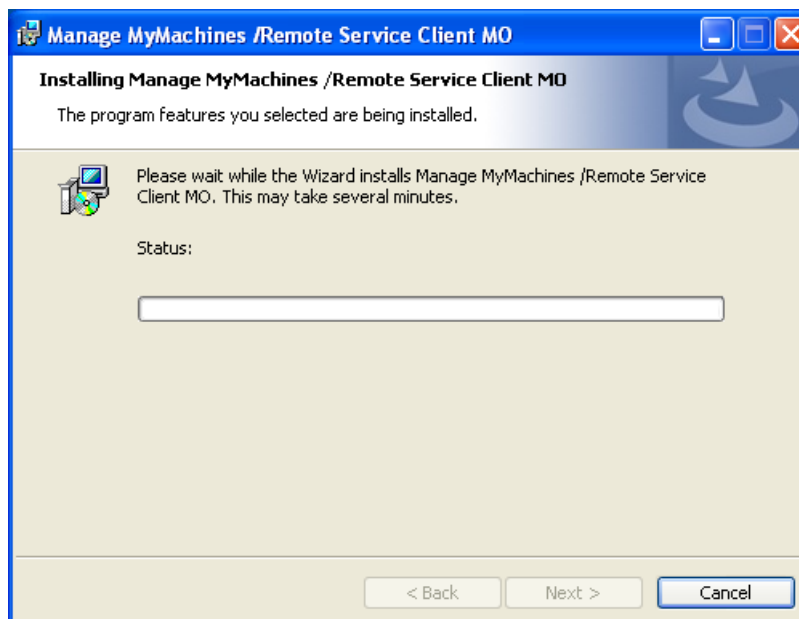 Manage MyMachines /Remote Service Client MO
Installing Manage MyMachines /Remote Service Client MO
The program features you selected are being installed.
Please wait while the Wizard installs Manage MyMachines /Remote Service
Client MO. This may take several minutes.
Status:
< Back
Next >
Cancel